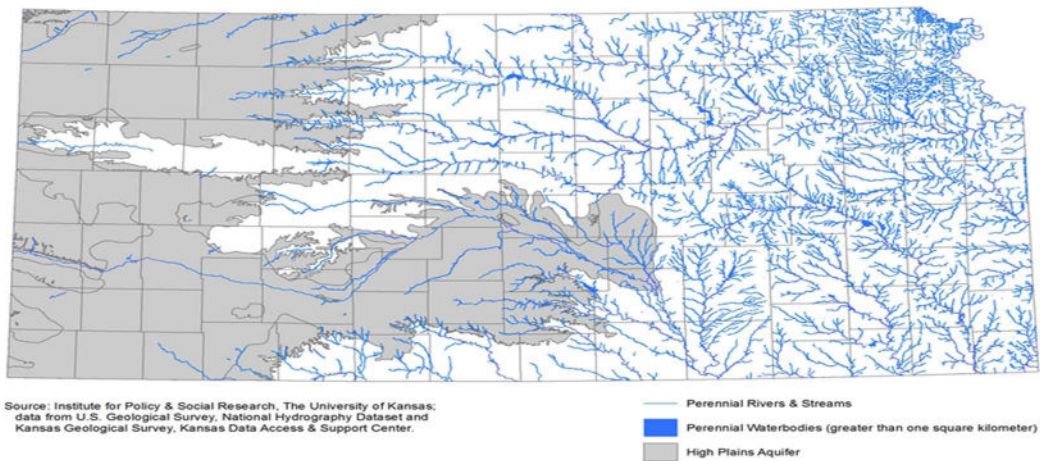 Source: Institute for Policy & Social Research, The University of Kansas;
data from U.S. Geological Survey, National Hydrography Dataset and
Kansas Geological Survey, Kansas Data Access & Support Center.
Perennial Rivers & Streams
Perennial Waterbodies (greater than one square kilometer)
High Plains Aquifer